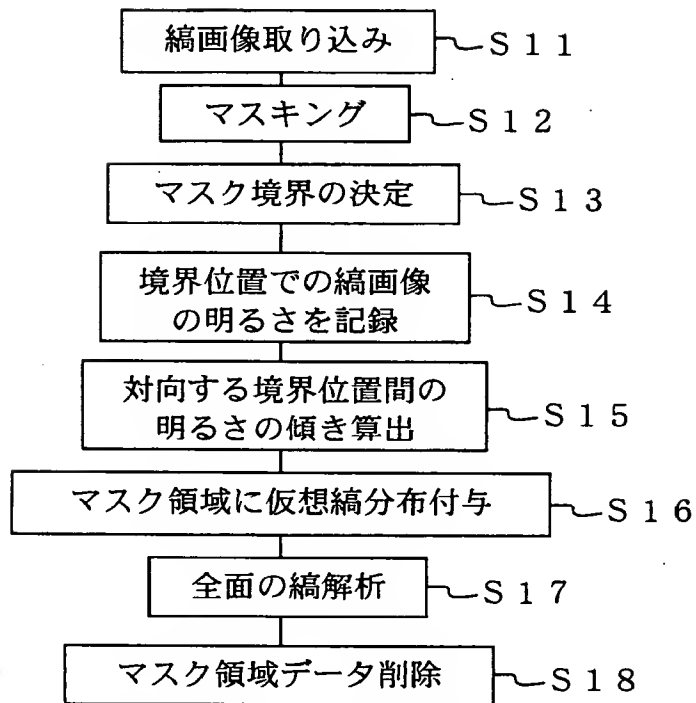 縞画像取り込み S11
マスキング S12
マスク境界の決定 S13
境界位置での縞画像
の明るさを記録 S14
対向する境界位置間の
明るさの傾き算出 S15
マスク領域に仮想縞分布付与 S16
全面の縞解析 S17
マスク領域データ削除 S18